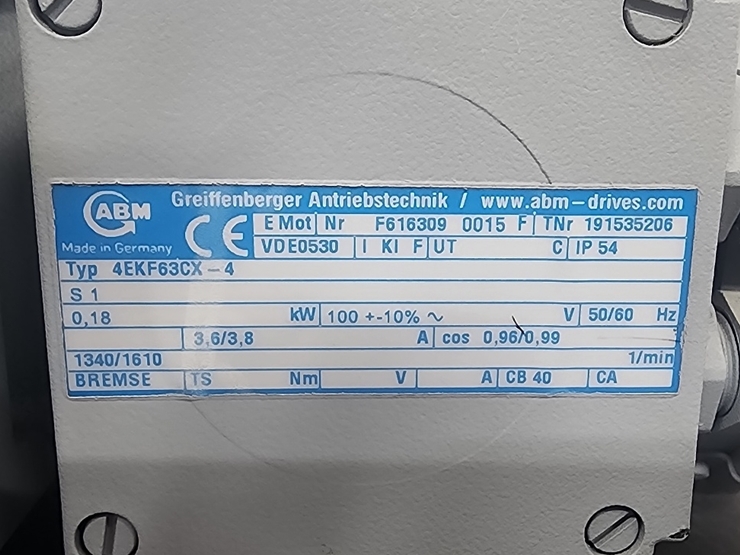 ABM
Greiffenberger Antriebstechnik / www.abm-drives.com
Made in Germany
CE
E Mot Nr F616309 0015 F TNr 191535206
VDE0530 I KI F UT C IP 54
Typ 4EKF63CX-4
S 1
0,18 kW 100 +-10% ~ V 50/60 Hz
3,6/3,8 A cos 0,96/0,99
1340/1610 1/min
BREMSE TS Nm V A CB 40 CA